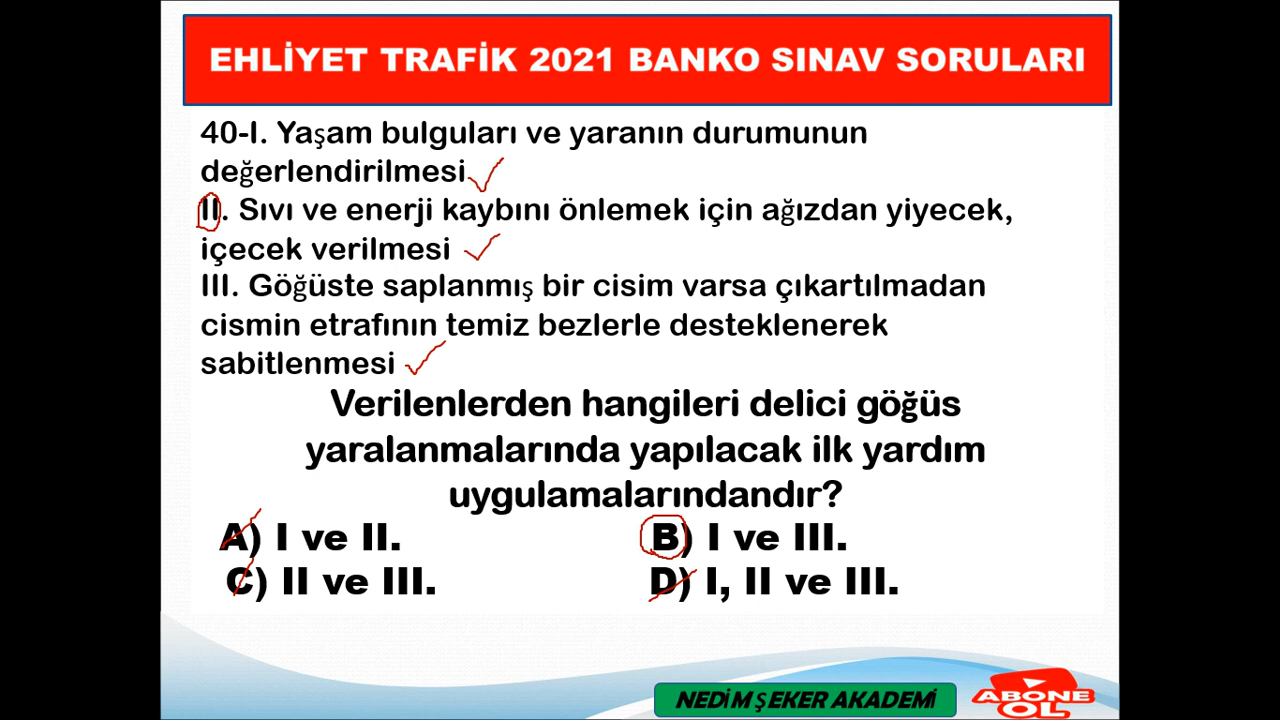 EHLİYET TRAFİK 2021 BANKO SINAV SORULARI
40-I. Yaşam bulguları ve yaranın durumunun
değerlendirilmesi
II. Sıvı ve enerji kaybını önlemek için ağızdan yiyecek,
içecek verilmesi
III. Göğüste saplanmış bir cisim varsa çıkartılmadan
cismin etrafının temiz bezlerle desteklenerek
sabitlenmesi
Verilenlerden hangileri delici göğüs
yaralanmalarında yapılacak ilk yardım
uygulamalarındandır?
A) I ve II. B) I ve III.
C) II ve III. D) I, II ve III.
NEDİM ŞEKER AKADEMİ
ABONE
OL